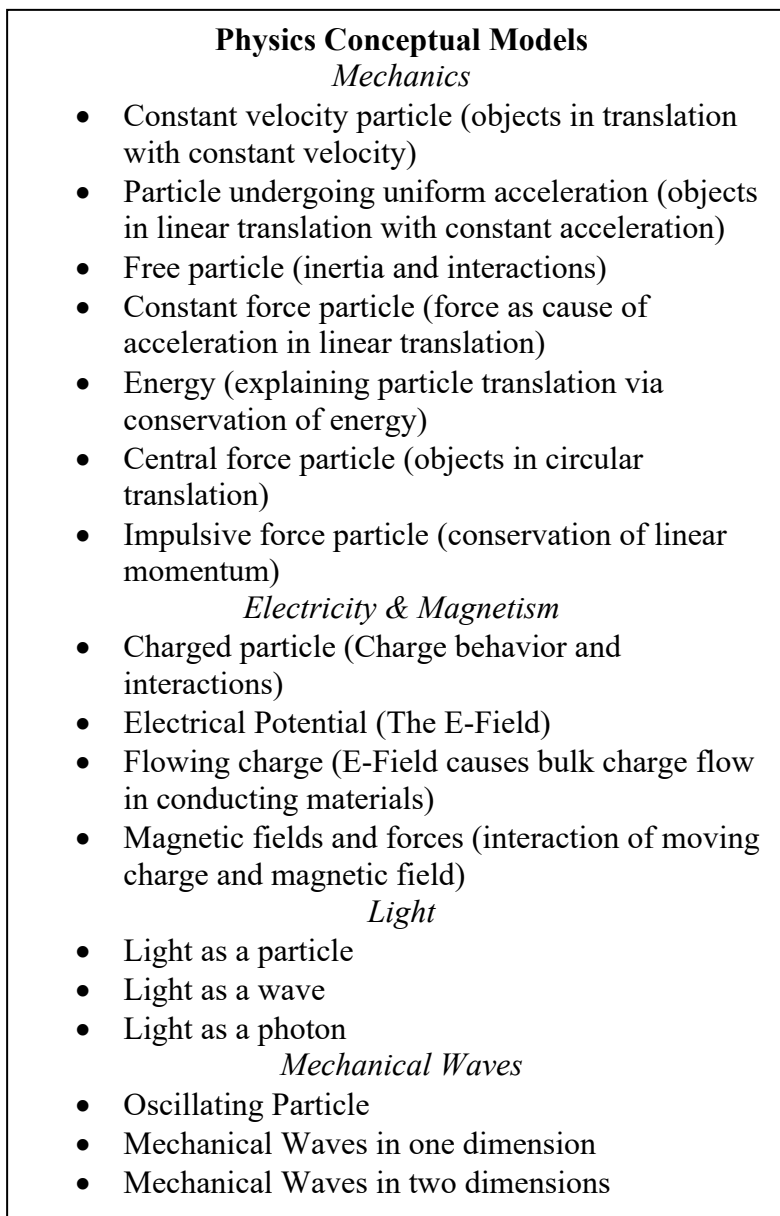 Physics Conceptual Models
Mechanics
• Constant velocity particle (objects in translation
with constant velocity)
• Particle undergoing uniform acceleration (objects
in linear translation with constant acceleration)
• Free particle (inertia and interactions)
• Constant force particle (force as cause of
acceleration in linear translation)
• Energy (explaining particle translation via
conservation of energy)
• Central force particle (objects in circular
translation)
• Impulsive force particle (conservation of linear
momentum)
Electricity & Magnetism
• Charged particle (Charge behavior and
interactions)
• Electrical Potential (The E-Field)
• Flowing charge (E-Field causes bulk charge flow
in conducting materials)
• Magnetic fields and forces (interaction of moving
charge and magnetic field)
Light
• Light as a particle
• Light as a wave
• Light as a photon
Mechanical Waves
• Oscillating Particle
• Mechanical Waves in one dimension
• Mechanical Waves in two dimensions